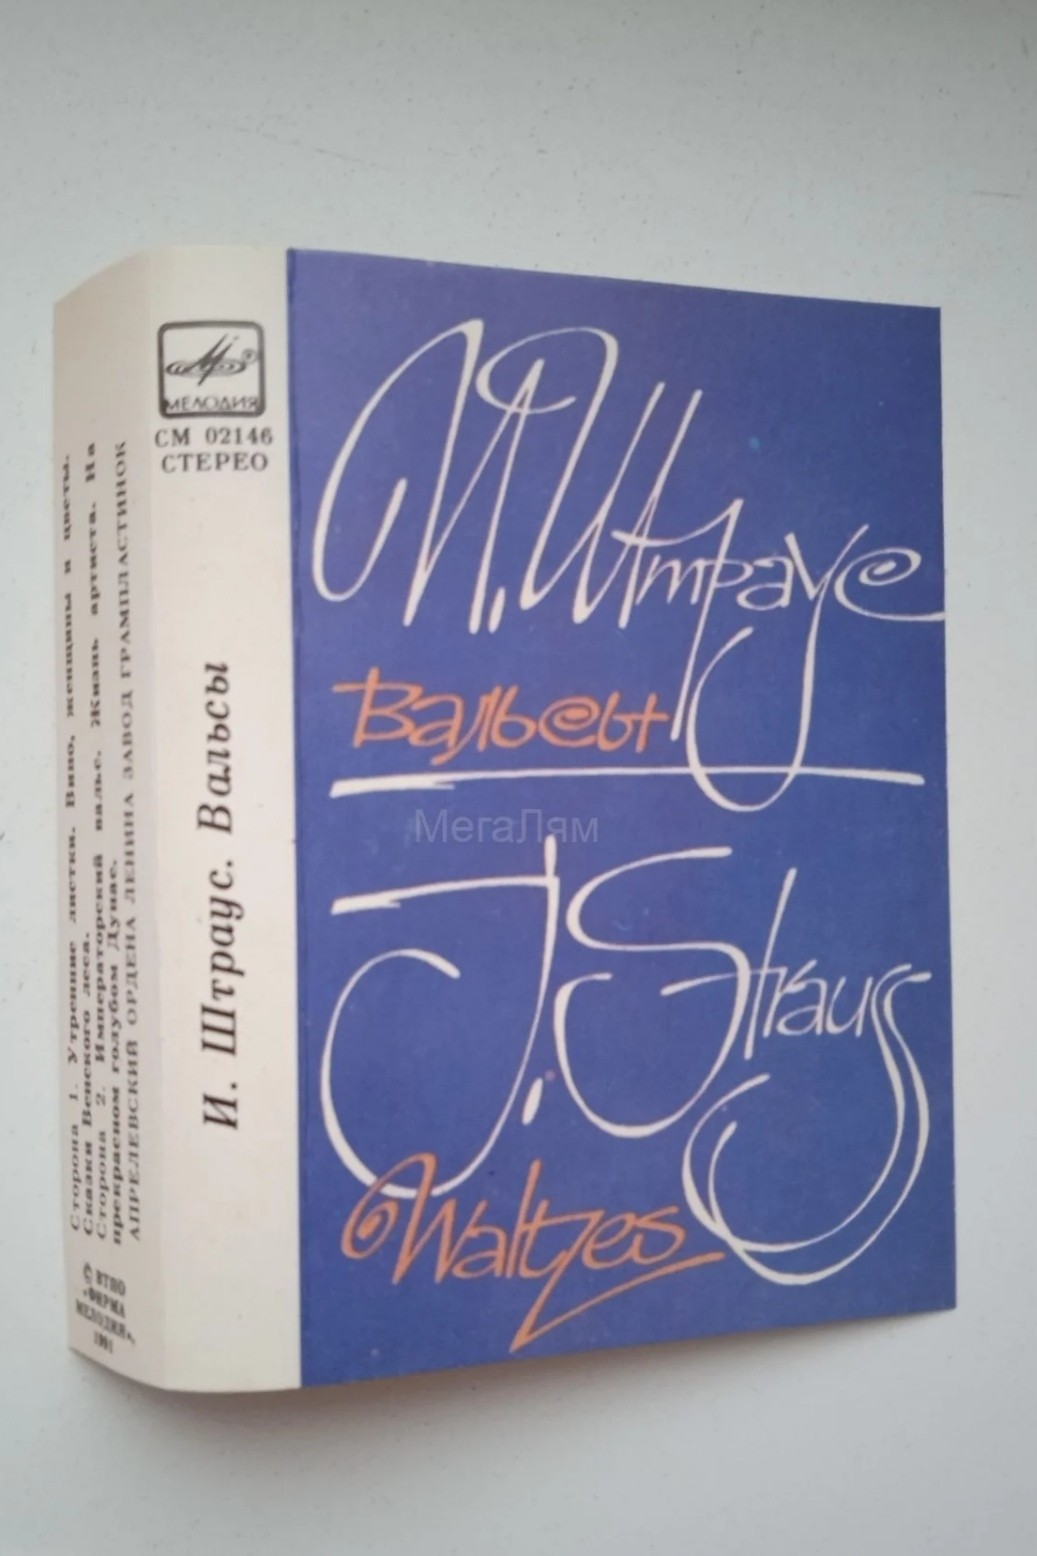 Сторона 1. Утренние листки. Вино, женщины и цветы.
Сказки Венского леса.
Сторона 2. Императорский вальс. Жизнь артиста. На
прекрасном голубом Дунае.
АПРЕЛЕВСКИЙ ОРДЕНА ЛЕНИНА ЗАВОД ГРАМПЛАСТИНОК
© ВТПО
«ФИРМА
МЕЛОДИЯ»,
1991
МЕЛОДИЯ
СМ 02146
СТЕРЕО
И. Штраус. Вальсы
И. Штраус
Вальсы
МегаЛям
J. Strauss
Waltzes